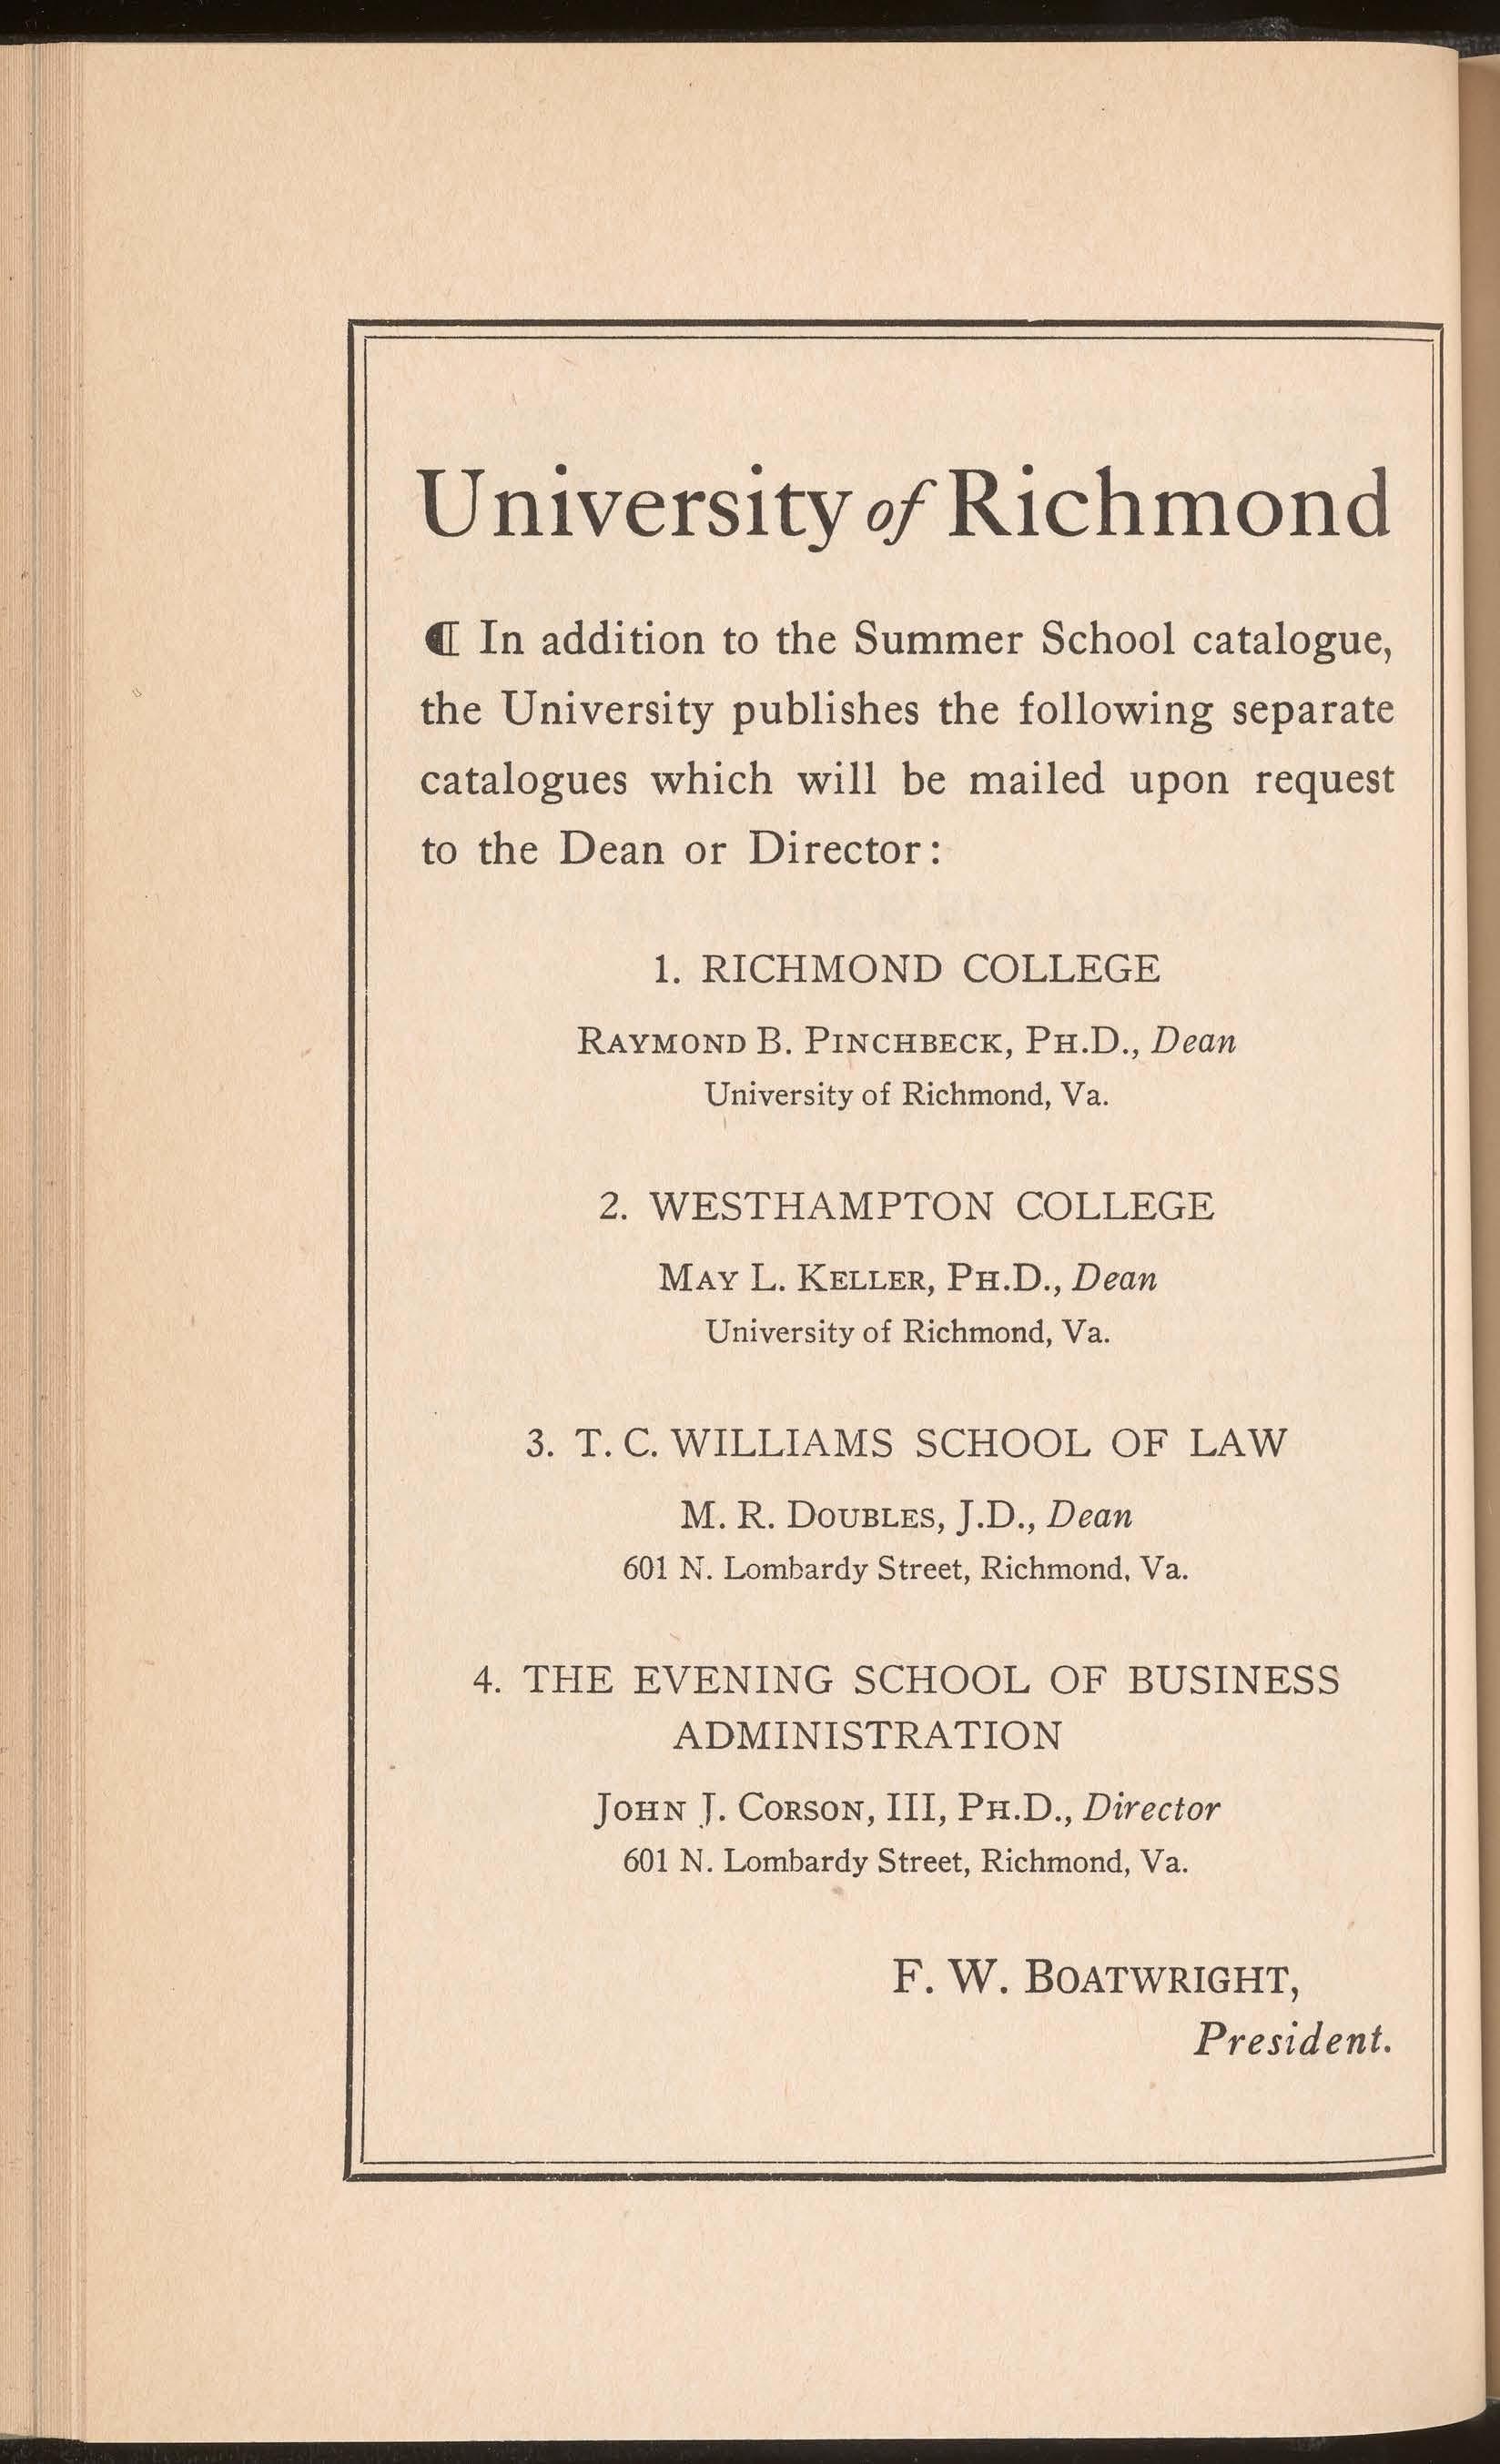 University of Richmond
¶ In addition to the Summer School catalogue,
the University publishes the following separate
catalogues which will be mailed upon request
to the Dean or Director:
1. RICHMOND COLLEGE
RAYMOND B. PINCHBECK, PH.D., Dean
University of Richmond, Va.
2. WESTHAMPTON COLLEGE
MAY L. KELLER, PH.D., Dean
University of Richmond, Va.
3. T. C. WILLIAMS SCHOOL OF LAW
M. R. DOUBLES, J.D., Dean
601 N. Lombardy Street, Richmond, Va.
4. THE EVENING SCHOOL OF BUSINESS
ADMINISTRATION
JOHN J. CORSON, III, PH.D., Director
601 N. Lombardy Street, Richmond, Va.
F. W. BOATWRIGHT,
President.